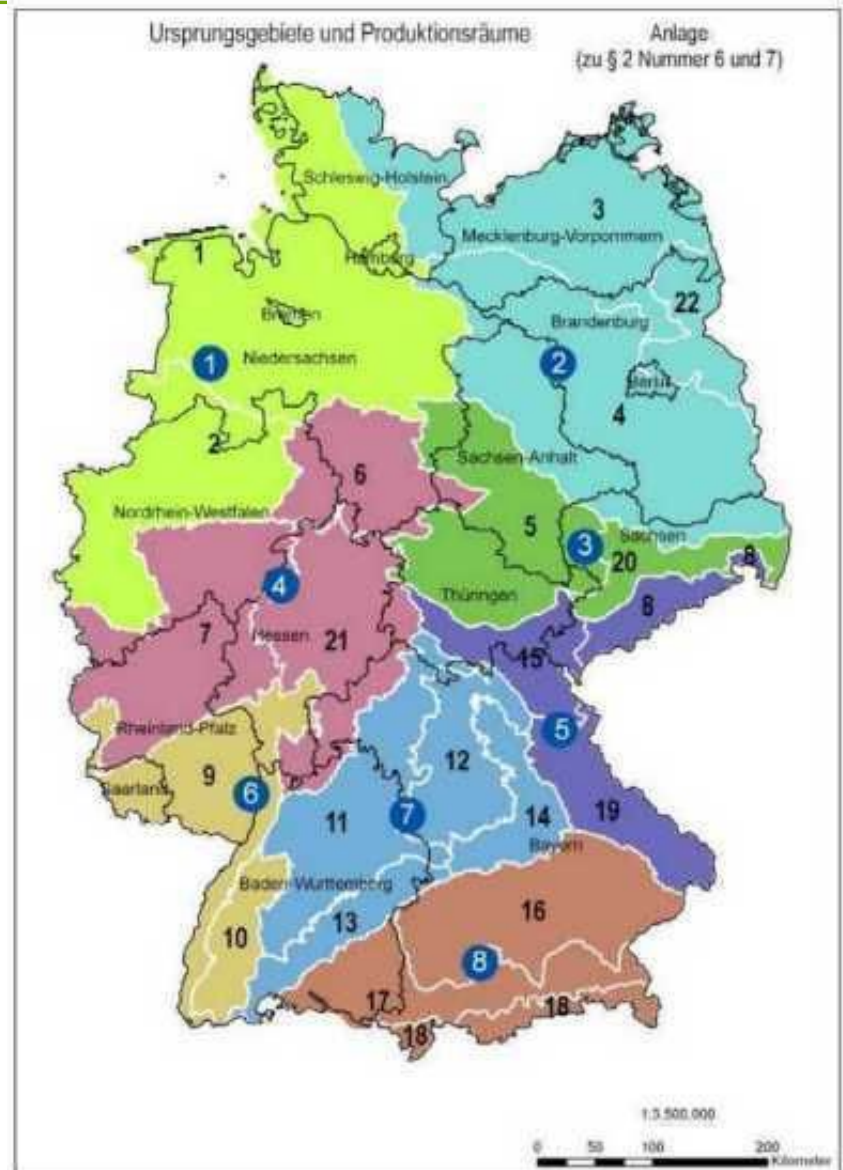 Ursprungsgebiete und Produktionsräume
Anlage
(zu § 2 Nummer 6 und 7)
Schleswig-Holstein
3
Mecklenburg-Vorpommern
1
Hamburg
22
Bremen
Brandenburg
1
Niedersachsen
2
Berlin
4
2
Sachsen-Anhalt
6
Nordrhein-Westfalen
5
3
Sachsen
20
8
4
Thüringen
8
7
Hessen
21
15
Rheinland-Pfalz
5
12
9
Saarland
6
11
7
14
19
Bayern
Baden-Württemberg
16
13
10
8
17
18
18
1:3.500.000
0 50 100 200
Kilometer